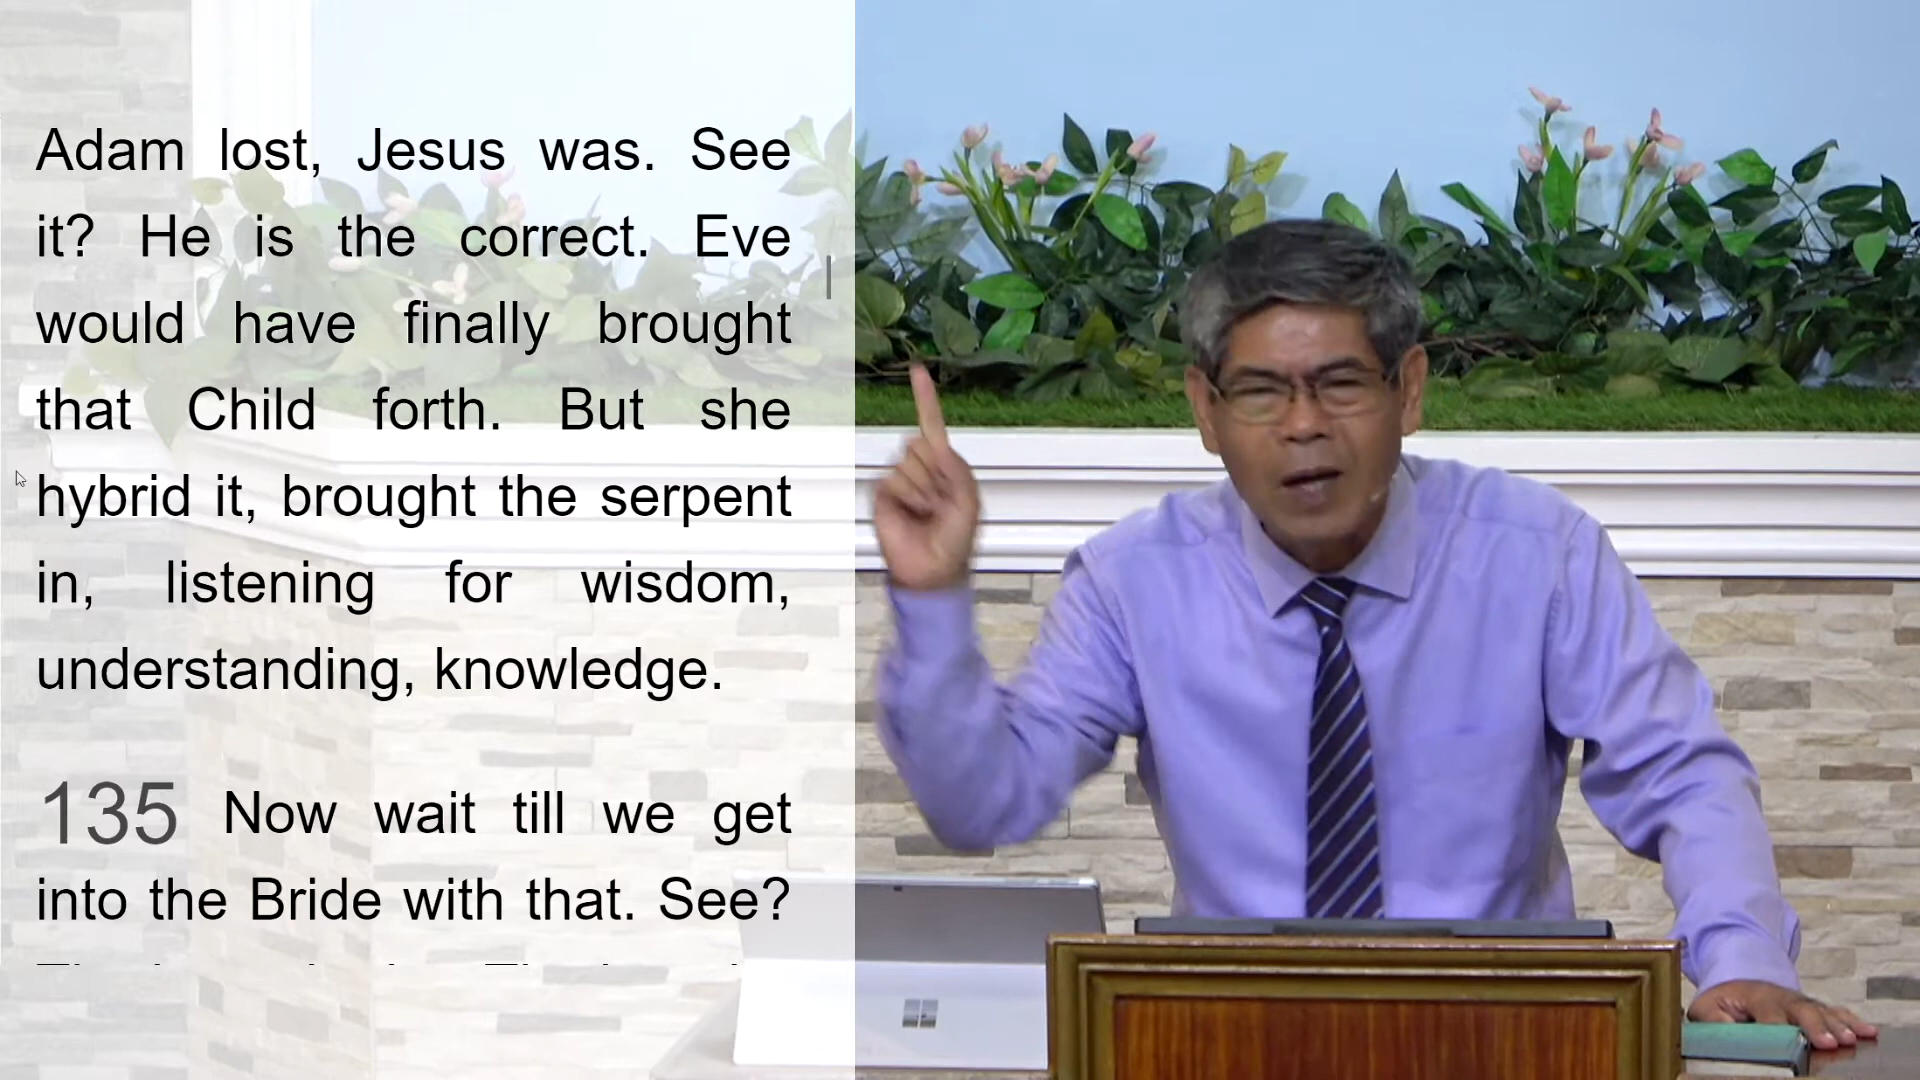 Adam lost, Jesus was. See
it? He is the correct. Eve
would have finally brought
that Child forth. But she
hybrid it, brought the serpent
in, listening for wisdom,
understanding, knowledge.
135 Now wait till we get
into the Bride with that. See?